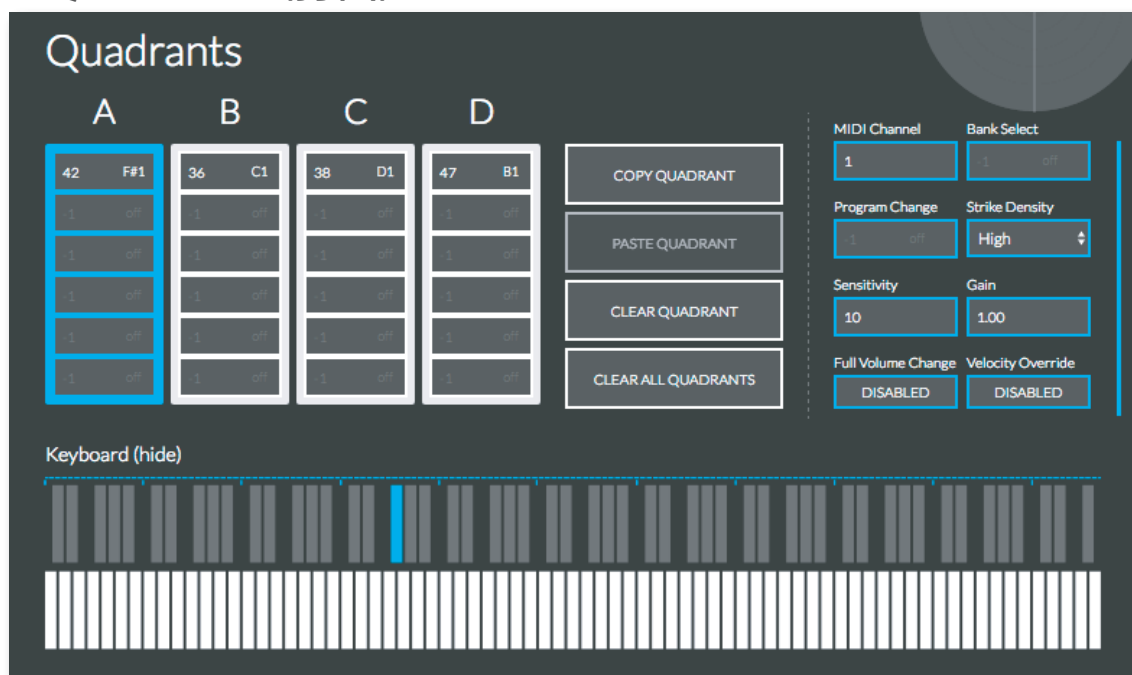 Quadrants
A B C D
MIDI Channel Bank Select
42 F#1 36 C1 38 D1 47 B1 COPY QUADRANT 1 -1 off
-1 off -1 off -1 off -1 off
Program Change Strike Density
-1 off -1 off -1 off -1 off PASTE QUADRANT -1 off High
-1 off -1 off -1 off -1 off
Sensitivity Gain
CLEAR QUADRANT 10 1.00
-1 off -1 off -1 off -1 off
Full Volume Change Velocity Override
-1 off -1 off -1 off -1 off CLEAR ALL QUADRANTS DISABLED DISABLED
Keyboard (hide)